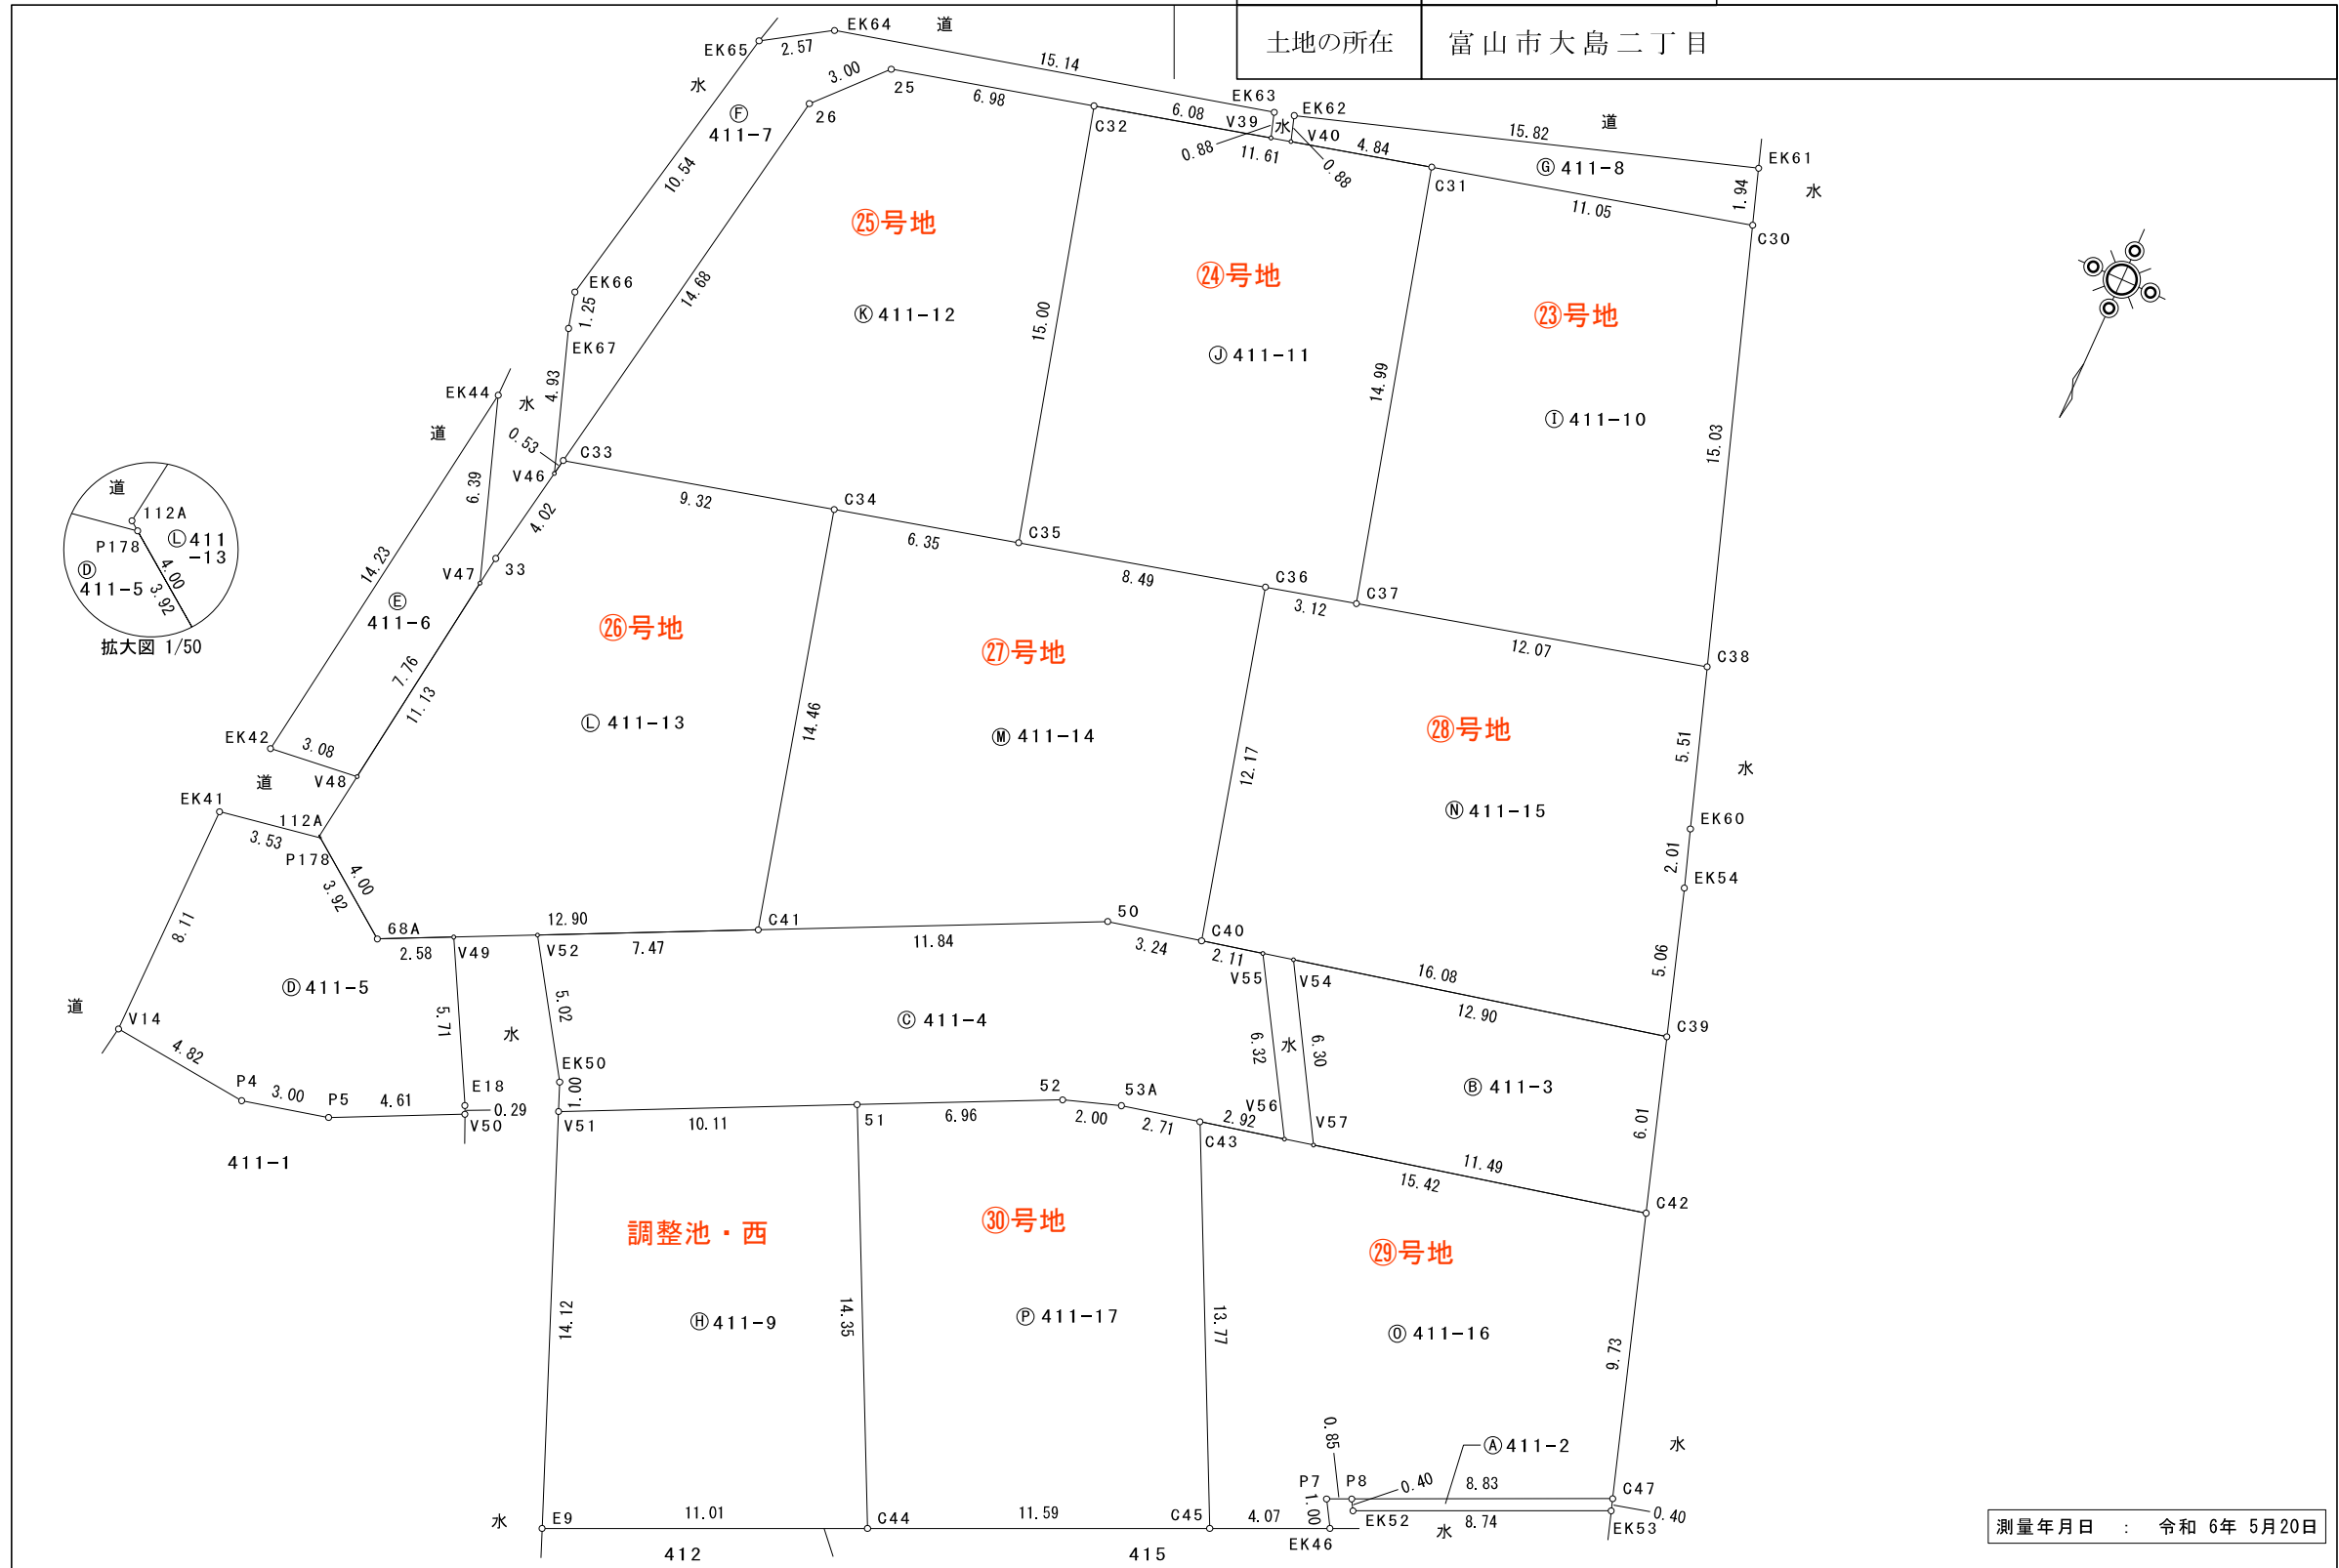 土地の所在 富山市大島二丁目
EK64 道
EK65 2.57
15.14
水 3.00 25
6.98
EK63 EK62
Ⓕ 26
411-7
C32 6.08 V39 水 V40 15.82 道
0.88 11.61 0.88 4.84
Ⓖ 411-8 EK61
C31 1.94 水
10.54
11.05 C30
㉕号地 ㉔号地 ㉓号地
EK66 14.68
1.25
Ⓚ 411-12 15.00
EK67
Ⓙ 411-11 14.99
4.93
EK44 水
道
Ⓘ 411-10
15.03
0.53 C33
V46
6.39 9.32 C34
4.02
道
112A
P178 Ⓛ 411
-13
Ⓓ
411-5 4.00
3.92
拡大図 1/50
6.35 C35
14.23
V47 33
8.49 C36
3.12 C37
Ⓔ
411-6
㉖号地 ㉗号地
12.07 C38
7.76
11.13
Ⓛ 411-13 14.46 Ⓜ 411-14
㉘号地
5.51
水
EK42 3.08
V48
道
12.17
EK41
112A
3.53
P178
Ⓝ 411-15
EK60
2.01
4.00
3.92
EK54
8.11
68A 12.90 C41 50
2.58 V49 V52 7.47 11.84 3.24 C40
2.11
V55 V54 16.08
5.06
12.90
Ⓓ 411-5 5.02
道
V14 5.71 水
Ⓒ 411-4
C39
4.82
6.32 水 6.30
EK50
P4 3.00 P5 4.61 E18
0.29
V50
1.00
V51 10.11 51 6.96 52 2.00 53A
2.71
Ⓑ 411-3
V56 V57
2.92
C43
6.01
411-1
11.49
15.42
C42
調整池・西 ㉚号地 ㉙号地
14.12 14.35 13.77
Ⓗ 411-9 Ⓟ 411-17 Ⓞ 411-16
9.73
0.85
Ⓐ 411-2 水
P7 P8 0.40 8.83 C47
1.00
EK52 水 8.74 EK53 0.40
水 E9 11.01 C44 11.59 C45 4.07
EK46
412 415
測量年月日 : 令和 6年 5月20日